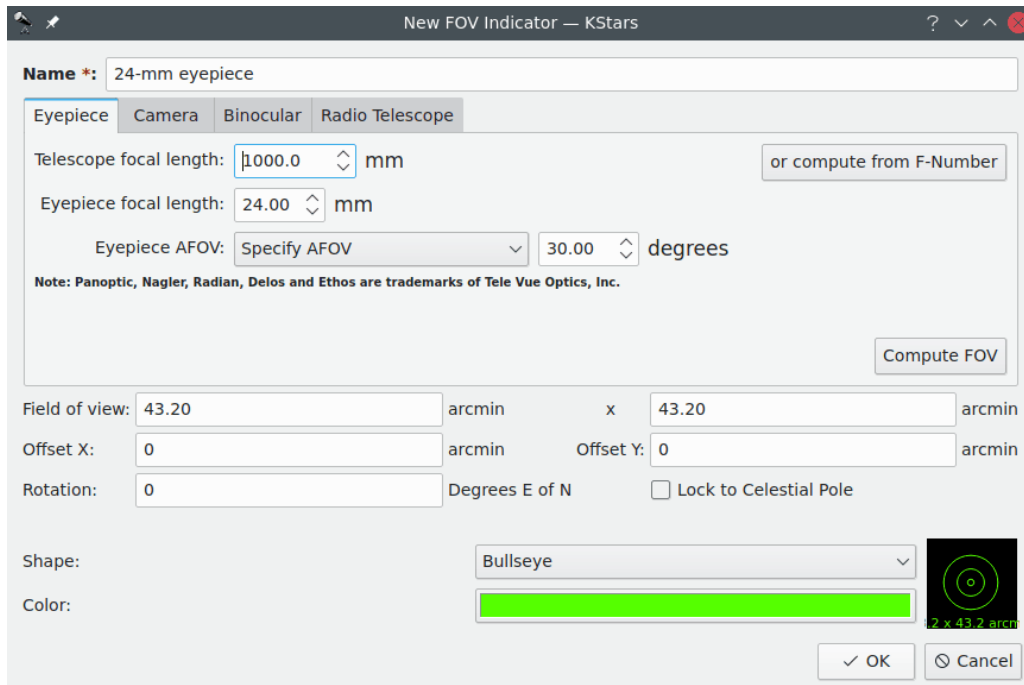 New FOV Indicator — KStars
Name *: 24-mm eyepiece
Eyepiece Camera Binocular Radio Telescope
Telescope focal length: 1000.0 mm or compute from F-Number
Eyepiece focal length: 24.00 mm
Eyepiece AFOV: Specify AFOV 30.00 degrees
Note: Panoptic, Nagler, Radian, Delos and Ethos are trademarks of Tele Vue Optics, Inc.
Compute FOV
Field of view: 43.20 arcmin x 43.20 arcmin
Offset X: 0 arcmin Offset Y: 0 arcmin
Rotation: 0 Degrees E of N Lock to Celestial Pole
Shape: Bullseye
Color:
.2 x 43.2 arcm
OK Cancel